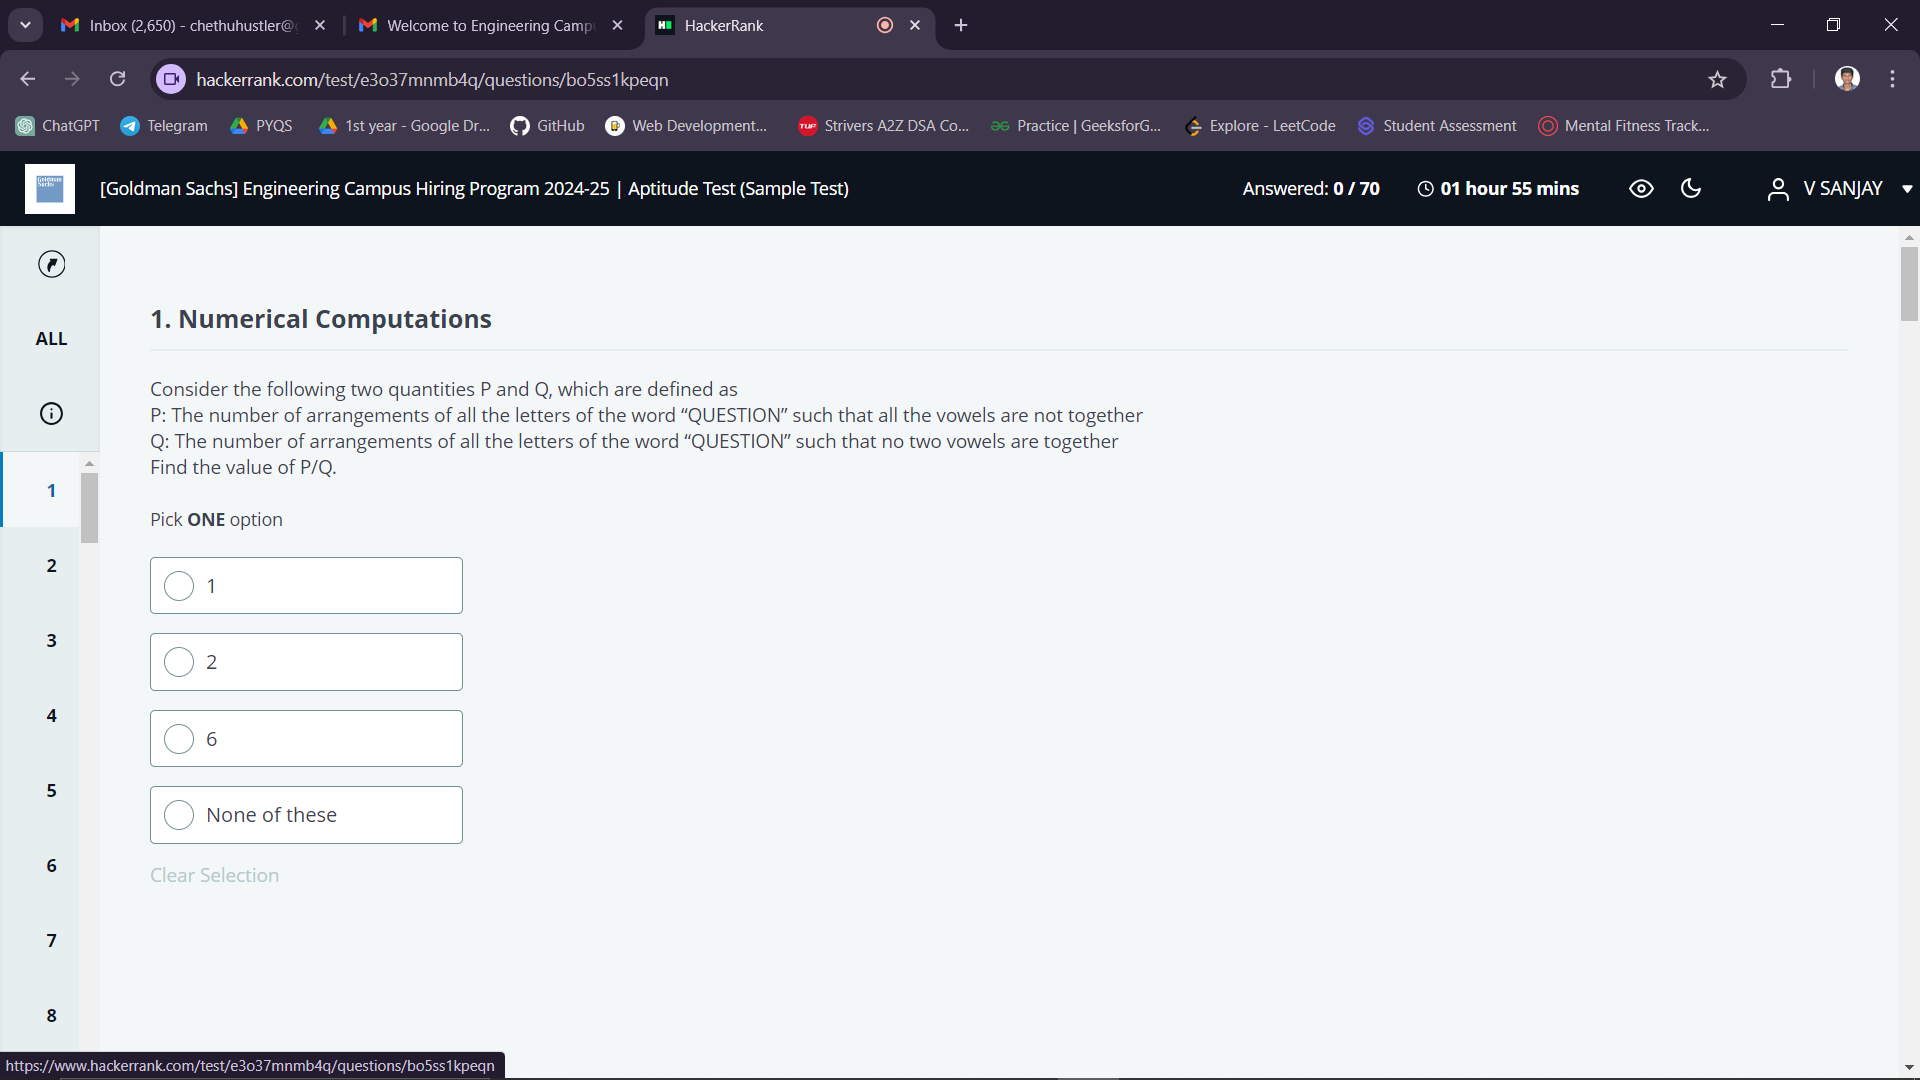 Inbox (2,650) - chethuhustler@g
Welcome to Engineering Camp
HackerRank
hackerrank.com/test/e3o37mnmb4q/questions/bo5ss1kpeqn
ChatGPT
Telegram
PYQS
1st year - Google Dr...
GitHub
Web Development...
TUF
Strivers A2Z DSA Co...
Practice | GeeksforG...
Explore - LeetCode
Student Assessment
Mental Fitness Track...
Goldman Sachs
[Goldman Sachs] Engineering Campus Hiring Program 2024-25 | Aptitude Test (Sample Test)
Answered: 0 / 70
01 hour 55 mins
V SANJAY
ALL
1
2
3
4
5
6
7
8
1. Numerical Computations
Consider the following two quantities P and Q, which are defined as
P: The number of arrangements of all the letters of the word “QUESTION” such that all the vowels are not together
Q: The number of arrangements of all the letters of the word “QUESTION” such that no two vowels are together
Find the value of P/Q.
Pick ONE option
1
2
6
None of these
Clear Selection
https://www.hackerrank.com/test/e3o37mnmb4q/questions/bo5ss1kpeqn